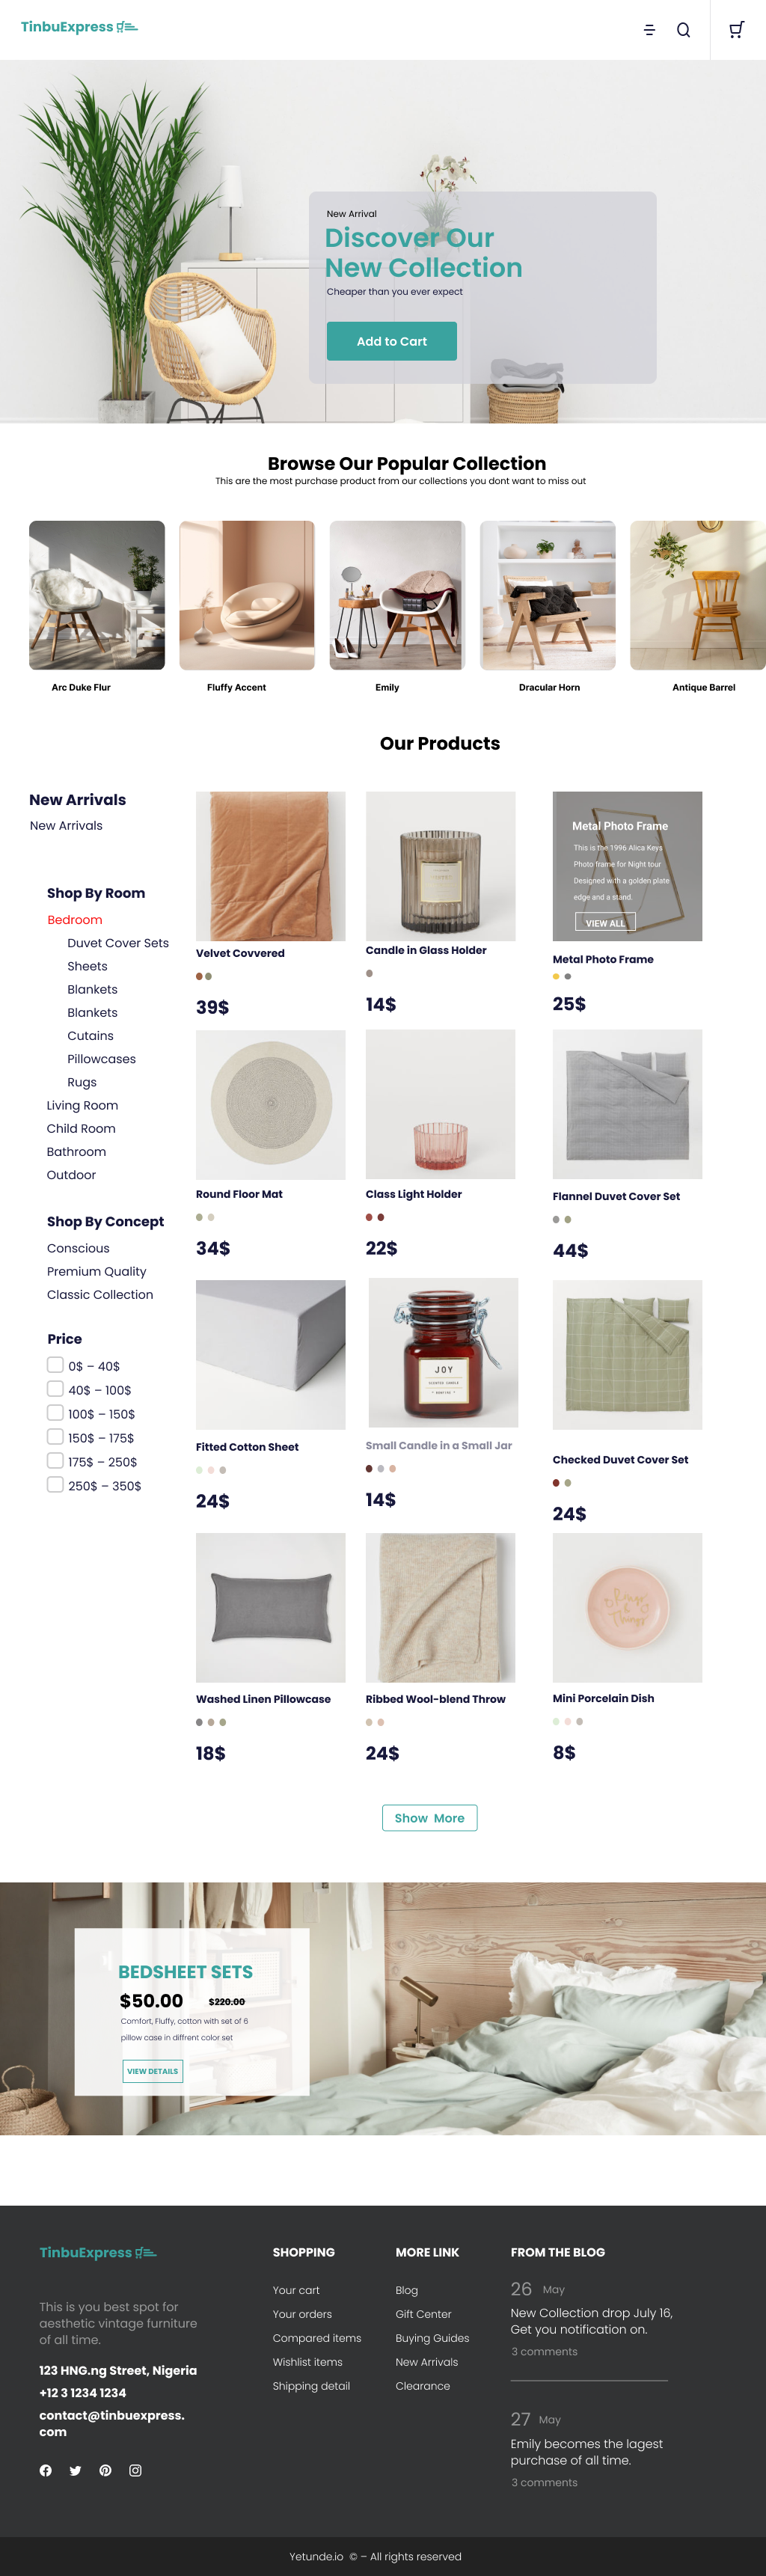 TinbuExpress
New Arrival
Discover Our
New Collection
Cheaper than you ever expect
Add to Cart
Browse Our Popular Collection
This are the most purchase product from our collections you dont want to miss out
Arc Duke Flur
Fluffy Accent
Emily
Dracular Horn
Antique Barrel
Our Products
New Arrivals
New Arrivals
Shop By Room
Bedroom
Duvet Cover Sets
Sheets
Blankets
Blankets
Cutains
Pillowcases
Rugs
Living Room
Child Room
Bathroom
Outdoor
Shop By Concept
Conscious
Premium Quality
Classic Collection
Price
0$ – 40$
40$ – 100$
100$ – 150$
150$ – 175$
175$ – 250$
250$ – 350$
Velvet Covvered
39$
Candle in Glass Holder
14$
Metal Photo Frame
This is the 1996 Alica Keys
Photo frame for Night tour
Designed with a golden plate
edge and a stand.
VIEW ALL
Metal Photo Frame
25$
Round Floor Mat
34$
Class Light Holder
22$
Flannel Duvet Cover Set
44$
Fitted Cotton Sheet
24$
JOY
SCENTED CANDLE
Small Candle in a Small Jar
14$
Checked Duvet Cover Set
24$
Washed Linen Pillowcase
18$
Ribbed Wool-blend Throw
24$
Rings
&
Things
Mini Porcelain Dish
8$
Show More
BEDSHEET SETS
$50.00 $220.00
Comfort, Fluffy, cotton with set of 6
pillow case in diffrent color set
VIEW DETAILS
TinbuExpress
This is you best spot for
aesthetic vintage furniture
of all time.
123 HNG.ng Street, Nigeria
+12 3 1234 1234
contact@tinbuexpress.
com
SHOPPING
Your cart
Your orders
Compared items
Wishlist items
Shipping detail
MORE LINK
Blog
Gift Center
Buying Guides
New Arrivals
Clearance
FROM THE BLOG
26 May
New Collection drop July 16,
Get you notification on.
3 comments
27 May
Emily becomes the lagest
purchase of all time.
3 comments
Yetunde.io © – All rights reserved